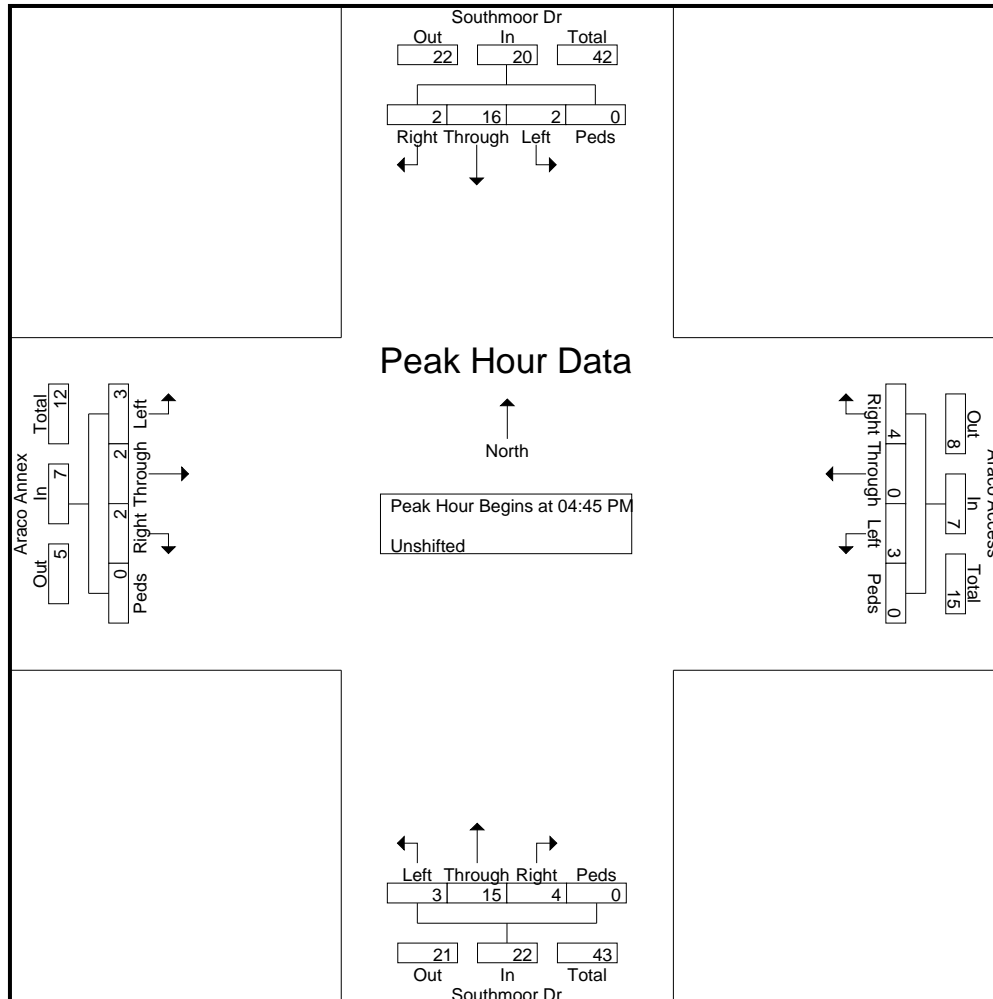 Southmoor Dr
Out In Total
22 20 42
2 16 2 0
Right Through Left Peds
Peak Hour Data
North
Peak Hour Begins at 04:45 PM
Unshifted
Araco Annex
Out In Total
5 7 12
3 2 2 0
Left Through Right Peds
Araco Access
Out In Total
8 7 15
4 0 3 0
Right Through Left Peds
Left Through Right Peds
3 15 4 0
21 22 43
Out In Total
Southmoor Dr